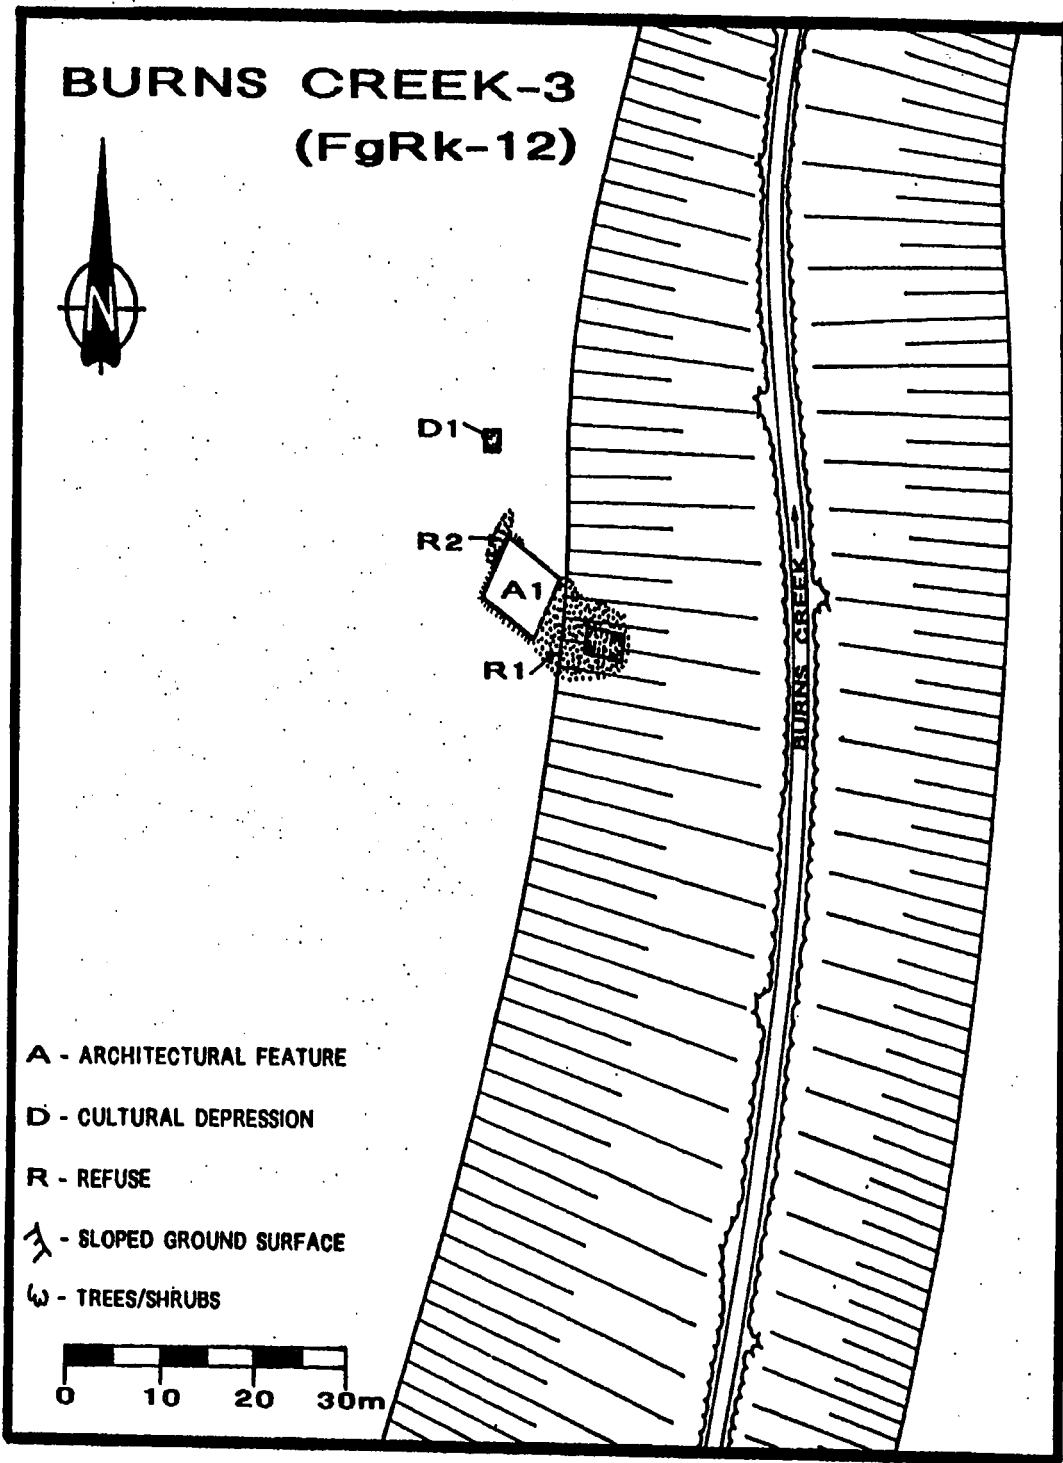 BURNS CREEK-3
(FgRk-12)
N
D1
R2
A1
R1
BURNS CREEK
A - ARCHITECTURAL FEATURE
D - CULTURAL DEPRESSION
R - REFUSE
- SLOPED GROUND SURFACE
- TREES/SHRUBS
0 10 20 30m